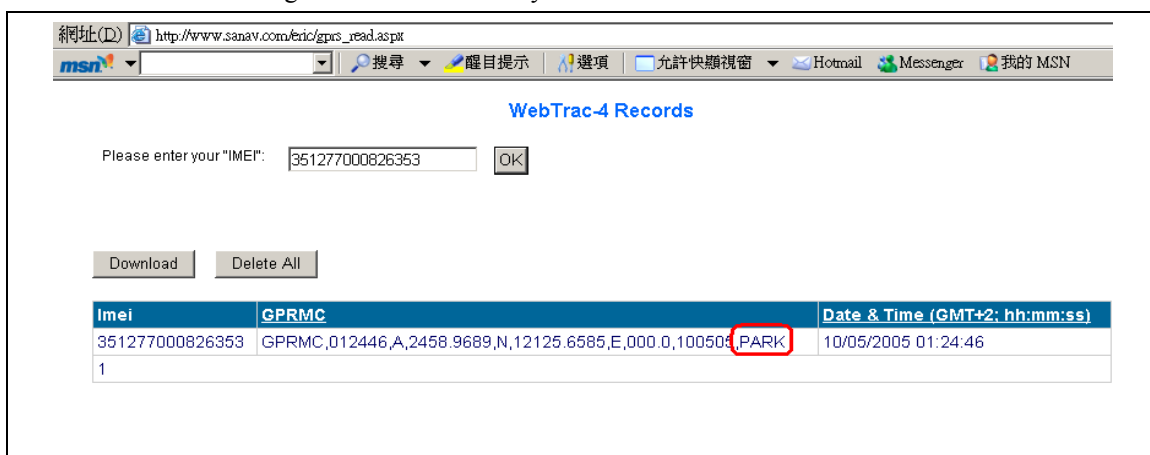 網址(D) http://www.sanav.com/eric/gprs_read.aspx
msn 搜尋 醒目提示 選項 允許快顯視窗 Hotmail Messenger 我的 MSN
WebTrac-4 Records
Please enter your "IMEI": 351277000826353 OK
Download Delete All
Imei GPRMC Date & Time (GMT+2; hh:mm:ss)
351277000826353 GPRMC,012446,A,2458.9689,N,12125.6585,E,000.0,100505,PARK 10/05/2005 01:24:46
1